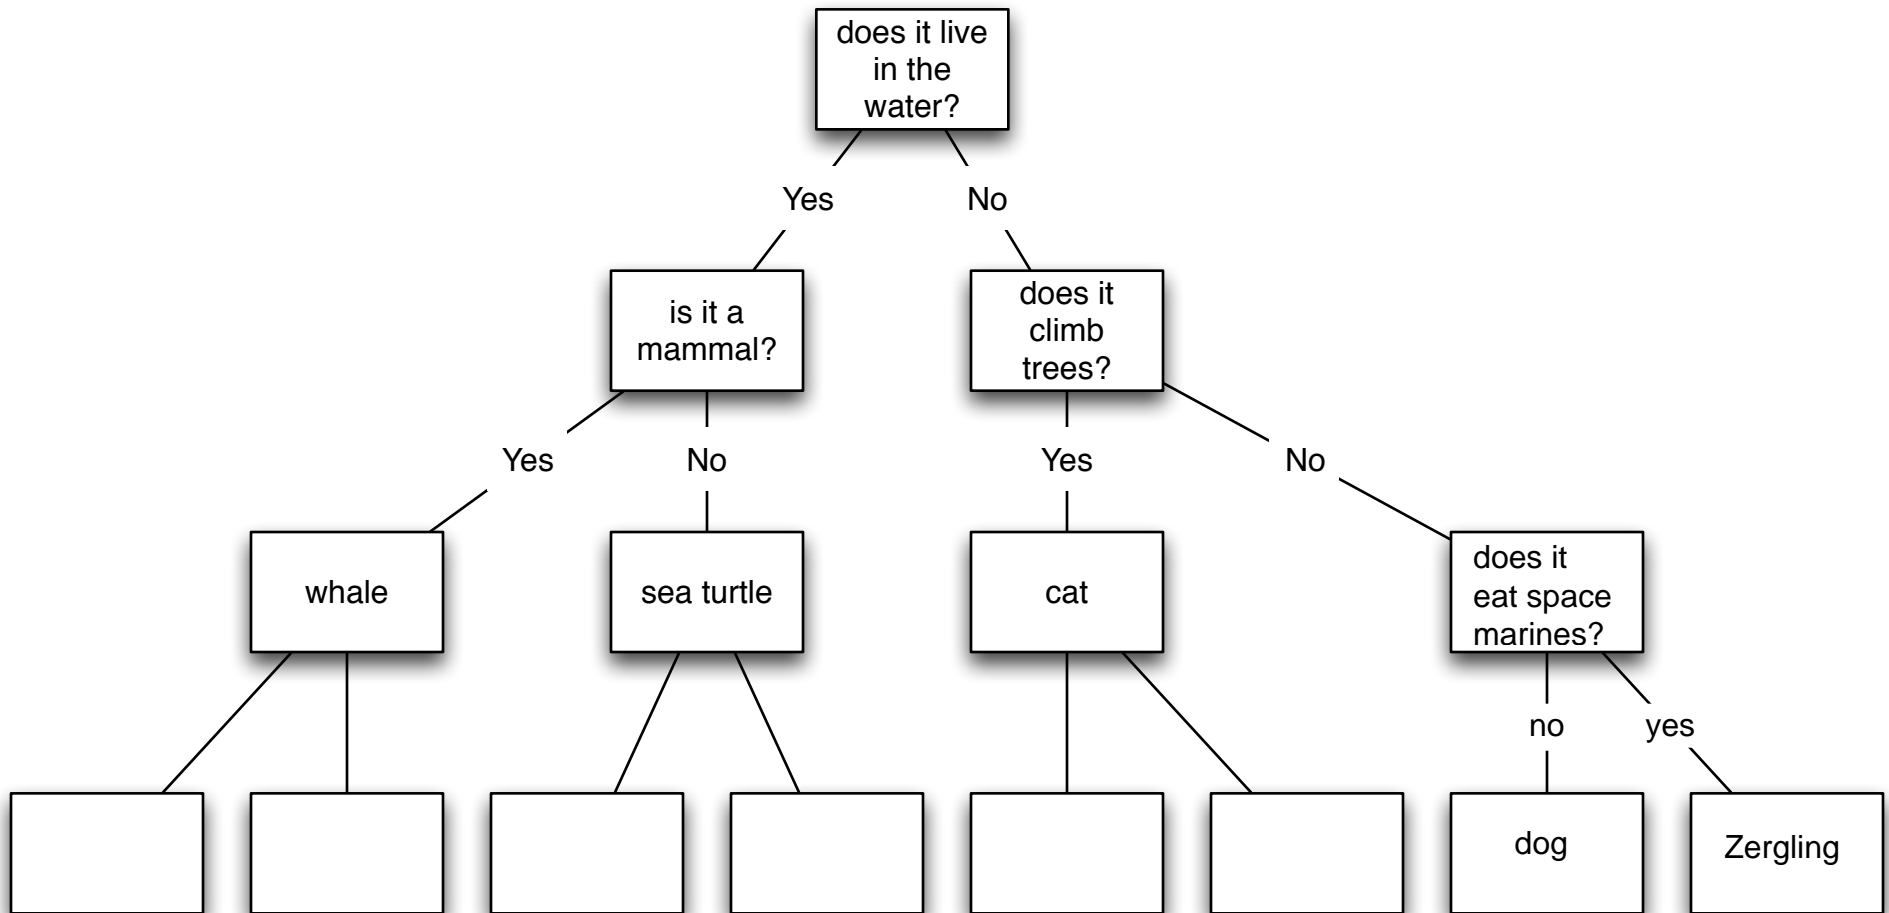 does it live
in the
water?
Yes
No
is it a
mammal?
does it
climb
trees?
Yes
No
Yes
No
whale
sea turtle
cat
does it
eat space
marines?
no
yes
dog
Zergling